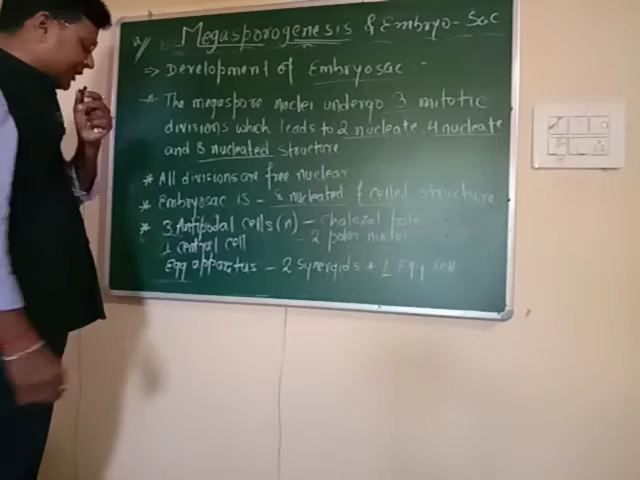 Megasporogenesis & Embryo-Sac
⇒ Development of Embryosac -
The megaspore nuclei undergo 3 mitotic
divisions which leads to 2 nucleate, 4 nucleate
and 8 nucleated structure
* All divisions are free nuclear
* Embryosac is - 8 nucleated 7 celled structure
* 3 Antipodal cells (n) - chalazal pole
1 central cell - 2 polar nuclei
Egg apparatus - 2 Synergids + 1 Egg cell